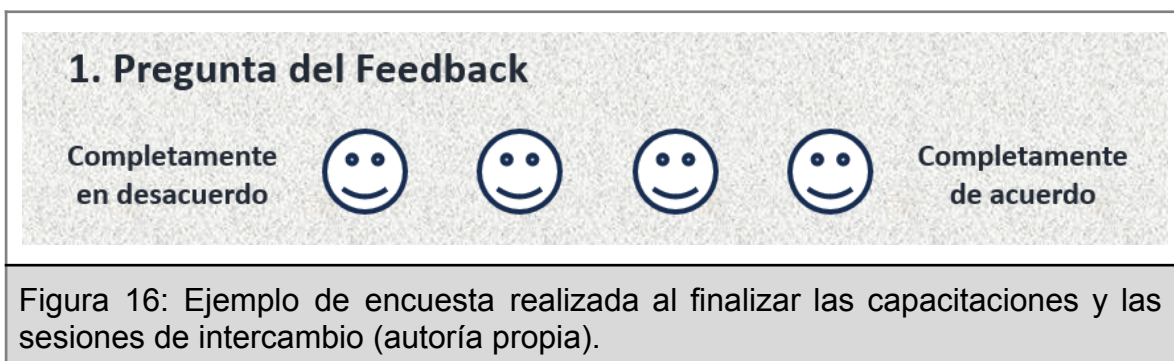 1. Pregunta del Feedback
Completamente
en desacuerdo
Completamente
de acuerdo
Figura 16: Ejemplo de encuesta realizada al finalizar las capacitaciones y las
sesiones de intercambio (autoría propia).